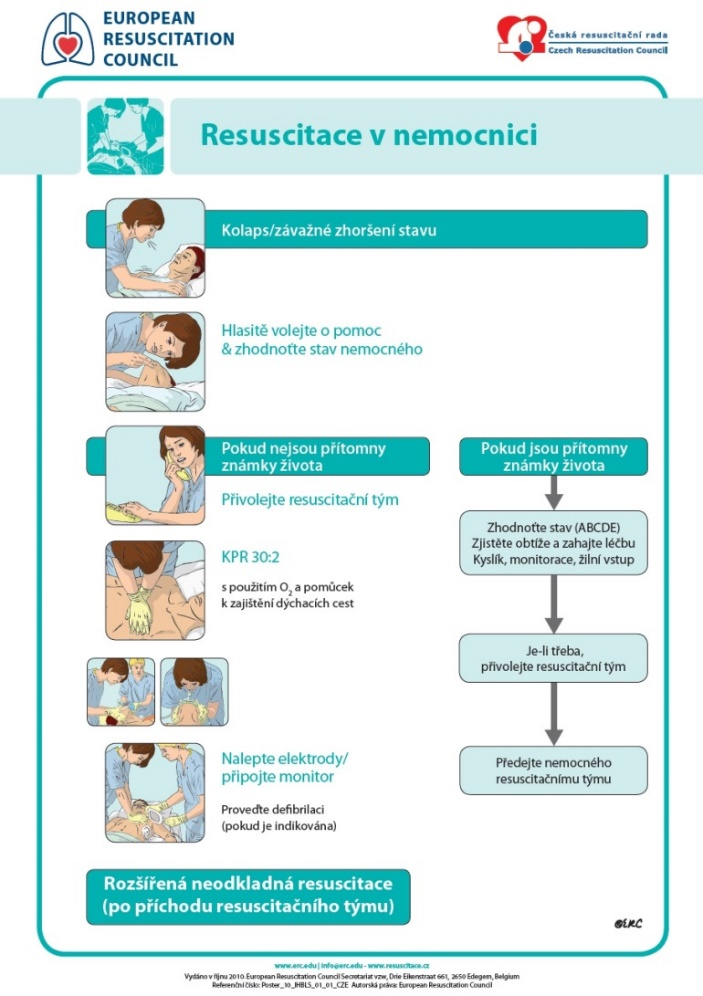 EUROPEAN
RESUSCITATION
COUNCIL
Česká resuscitační rada
Czech Resuscitation Council
Resuscitace v nemocnici
Kolaps/závažné zhoršení stavu
Hlasitě volejte o pomoc
& zhodnoťte stav nemocného
Pokud nejsou přítomny
známky života
Přivolejte resuscitační tým
KPR 30:2
s použitím O2 a pomůcek
k zajištění dýchacích cest
Nalepte elektrody/
připojte monitor
Proveďte defibrilaci
(pokud je indikována)
Pokud jsou přítomny
známky života
Zhodnoťte stav (ABCDE)
Zjistěte obtíže a zahajte léčbu
Kyslík, monitorace, žilní vstup
Je-li třeba,
přivolejte resuscitační tým
Předejte nemocného
resuscitačnímu týmu
Rozšířená neodkladná resuscitace
(po příchodu resuscitačního týmu)
@ERC
www.erc.edu | info@erc.edu - www.resuscitace.cz
Vydáno v říjnu 2010. European Resuscitation Council Secretariat vzw, Drie Eikenstraat 661, 2650 Edegem, Belgium
Referenční číslo: Poster_10_IHBLS_01_01_CZE Autorská práva: European Resuscitation Council